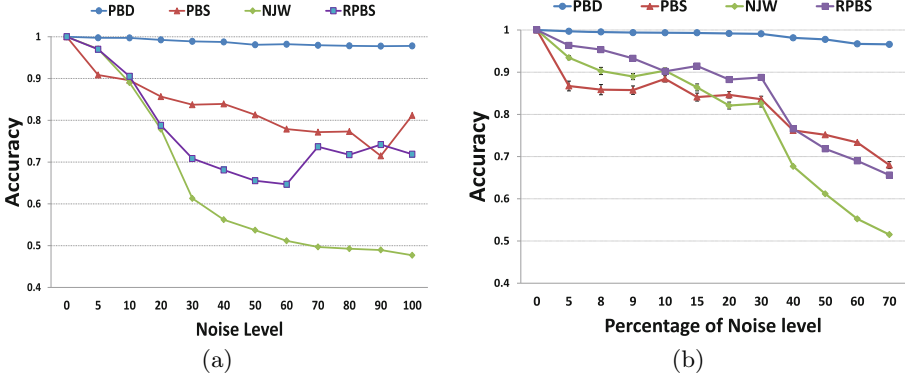 PBD PBS NJW RPBS
1
0.9
0.8
0.7
0.6
0.5
0.4
Accuracy
0 5 10 20 30 40 50 60 70 80 90 100
Noise Level
(a)
PBD PBS NJW RPBS
1
0.9
0.8
0.7
0.6
0.5
0.4
Accuracy
0 5 8 9 10 15 20 30 40 50 60 70
Percentage of Noise level
(b)